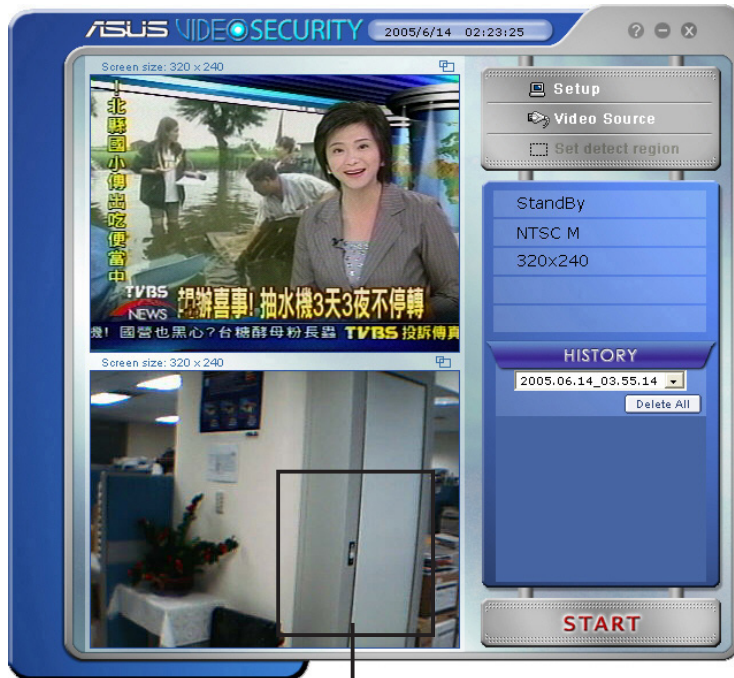 ASUS VIDEO SECURITY
2005/6/14 02:23:25
Screen size: 320 x 240
!北縣國小傳出吃便當中
TVBS
NEWS
想辦喜事! 抽水機3天3夜不停轉
機! 國營也黑心?台糖酵母粉長蟲 TVBS 投訴傳真
Screen size: 320 x 240
Setup
Video Source
Set detect region
StandBy
NTSC M
320x240
HISTORY
2005.06.14_03.55.14
Delete All
START